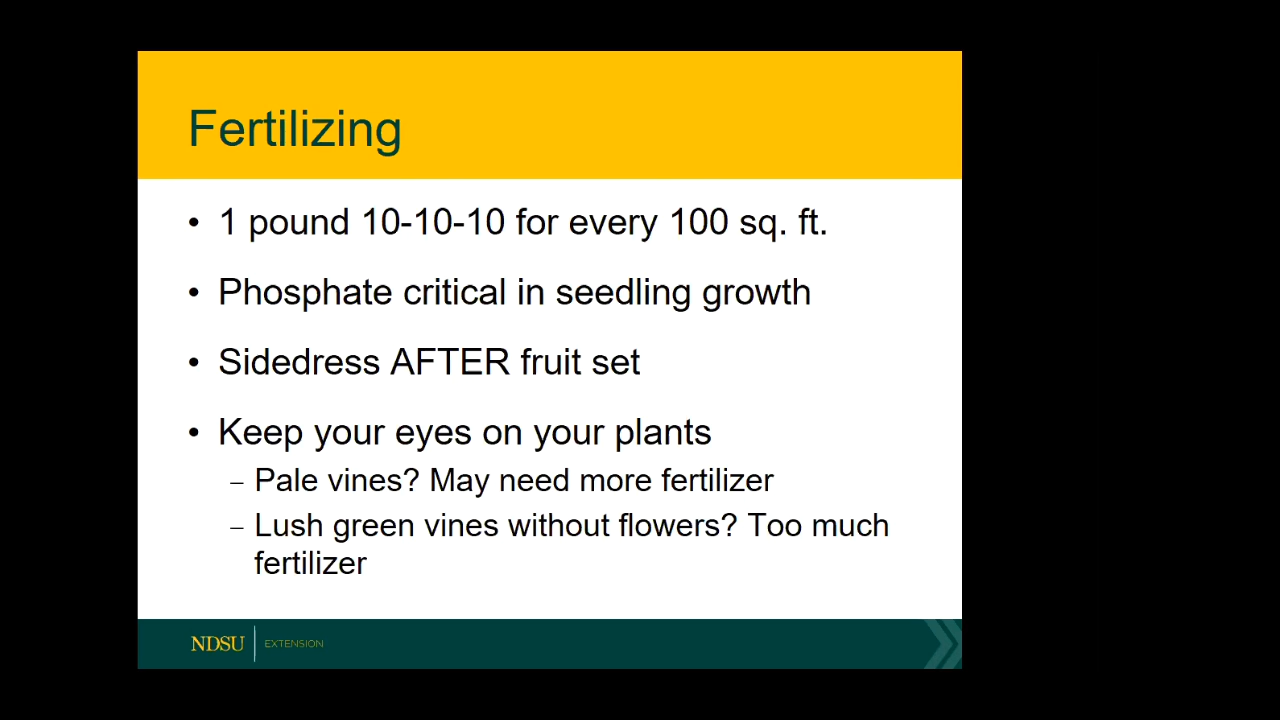 Fertilizing
• 1 pound 10-10-10 for every 100 sq. ft.
• Phosphate critical in seedling growth
• Sidedress AFTER fruit set
• Keep your eyes on your plants
– Pale vines? May need more fertilizer
– Lush green vines without flowers? Too much
fertilizer
NDSU EXTENSION